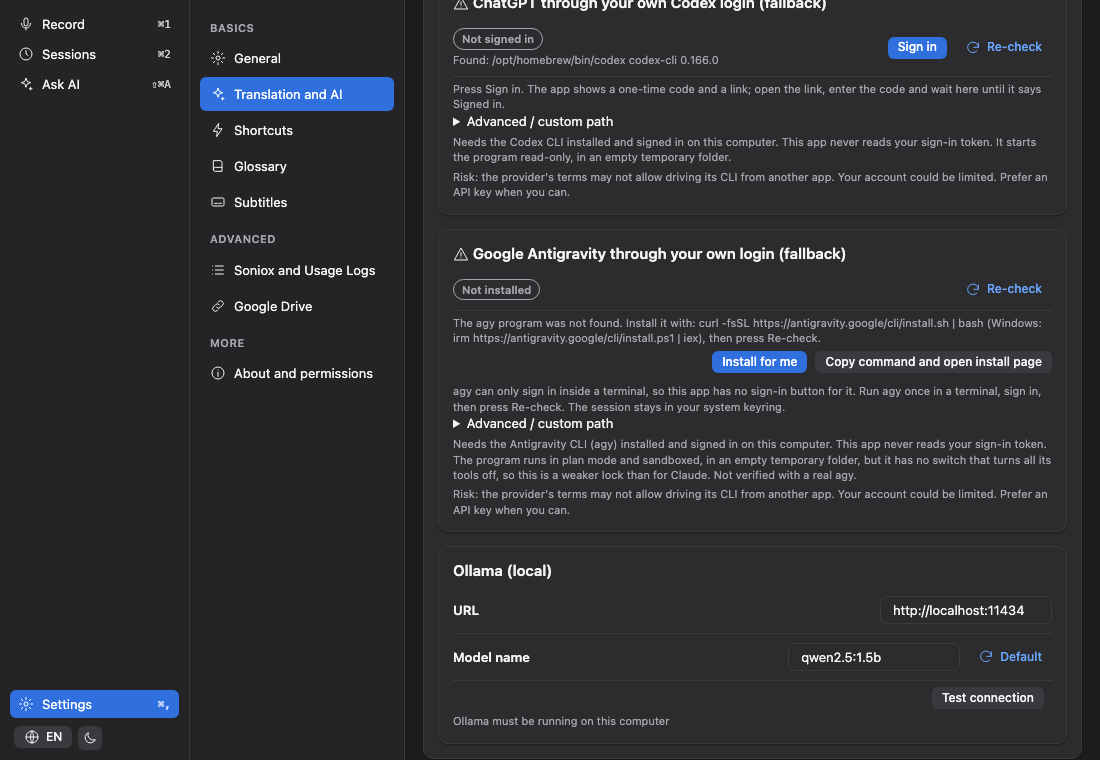 Record ⌘1
Sessions ⌘2
Ask AI ⇧⌘A
Settings ⌘,
EN
BASICS
General
Translation and AI
Shortcuts
Glossary
Subtitles
ADVANCED
Soniox and Usage Logs
Google Drive
MORE
About and permissions
ChatGPT through your own Codex login (fallback)
Not signed in
Found: /opt/homebrew/bin/codex codex-cli 0.166.0
Sign in
Re-check
Press Sign in. The app shows a one-time code and a link; open the link, enter the code and wait here until it says
Signed in.
Advanced / custom path
Needs the Codex CLI installed and signed in on this computer. This app never reads your sign-in token. It starts
the program read-only, in an empty temporary folder.
Risk: the provider's terms may not allow driving its CLI from another app. Your account could be limited. Prefer an
API key when you can.
Google Antigravity through your own login (fallback)
Not installed
Re-check
The agy program was not found. Install it with: curl -fsSL https://antigravity.google/cli/install.sh | bash (Windows:
irm https://antigravity.google/cli/install.ps1 | iex), then press Re-check.
Install for me
Copy command and open install page
agy can only sign in inside a terminal, so this app has no sign-in button for it. Run agy once in a terminal, sign in,
then press Re-check. The session stays in your system keyring.
Advanced / custom path
Needs the Antigravity CLI (agy) installed and signed in on this computer. This app never reads your sign-in token.
The program runs in plan mode and sandboxed, in an empty temporary folder, but it has no switch that turns all its
tools off, so this is a weaker lock than for Claude. Not verified with a real agy.
Risk: the provider's terms may not allow driving its CLI from another app. Your account could be limited. Prefer an
API key when you can.
Ollama (local)
URL
http://localhost:11434
Model name
qwen2.5:1.5b
Default
Test connection
Ollama must be running on this computer